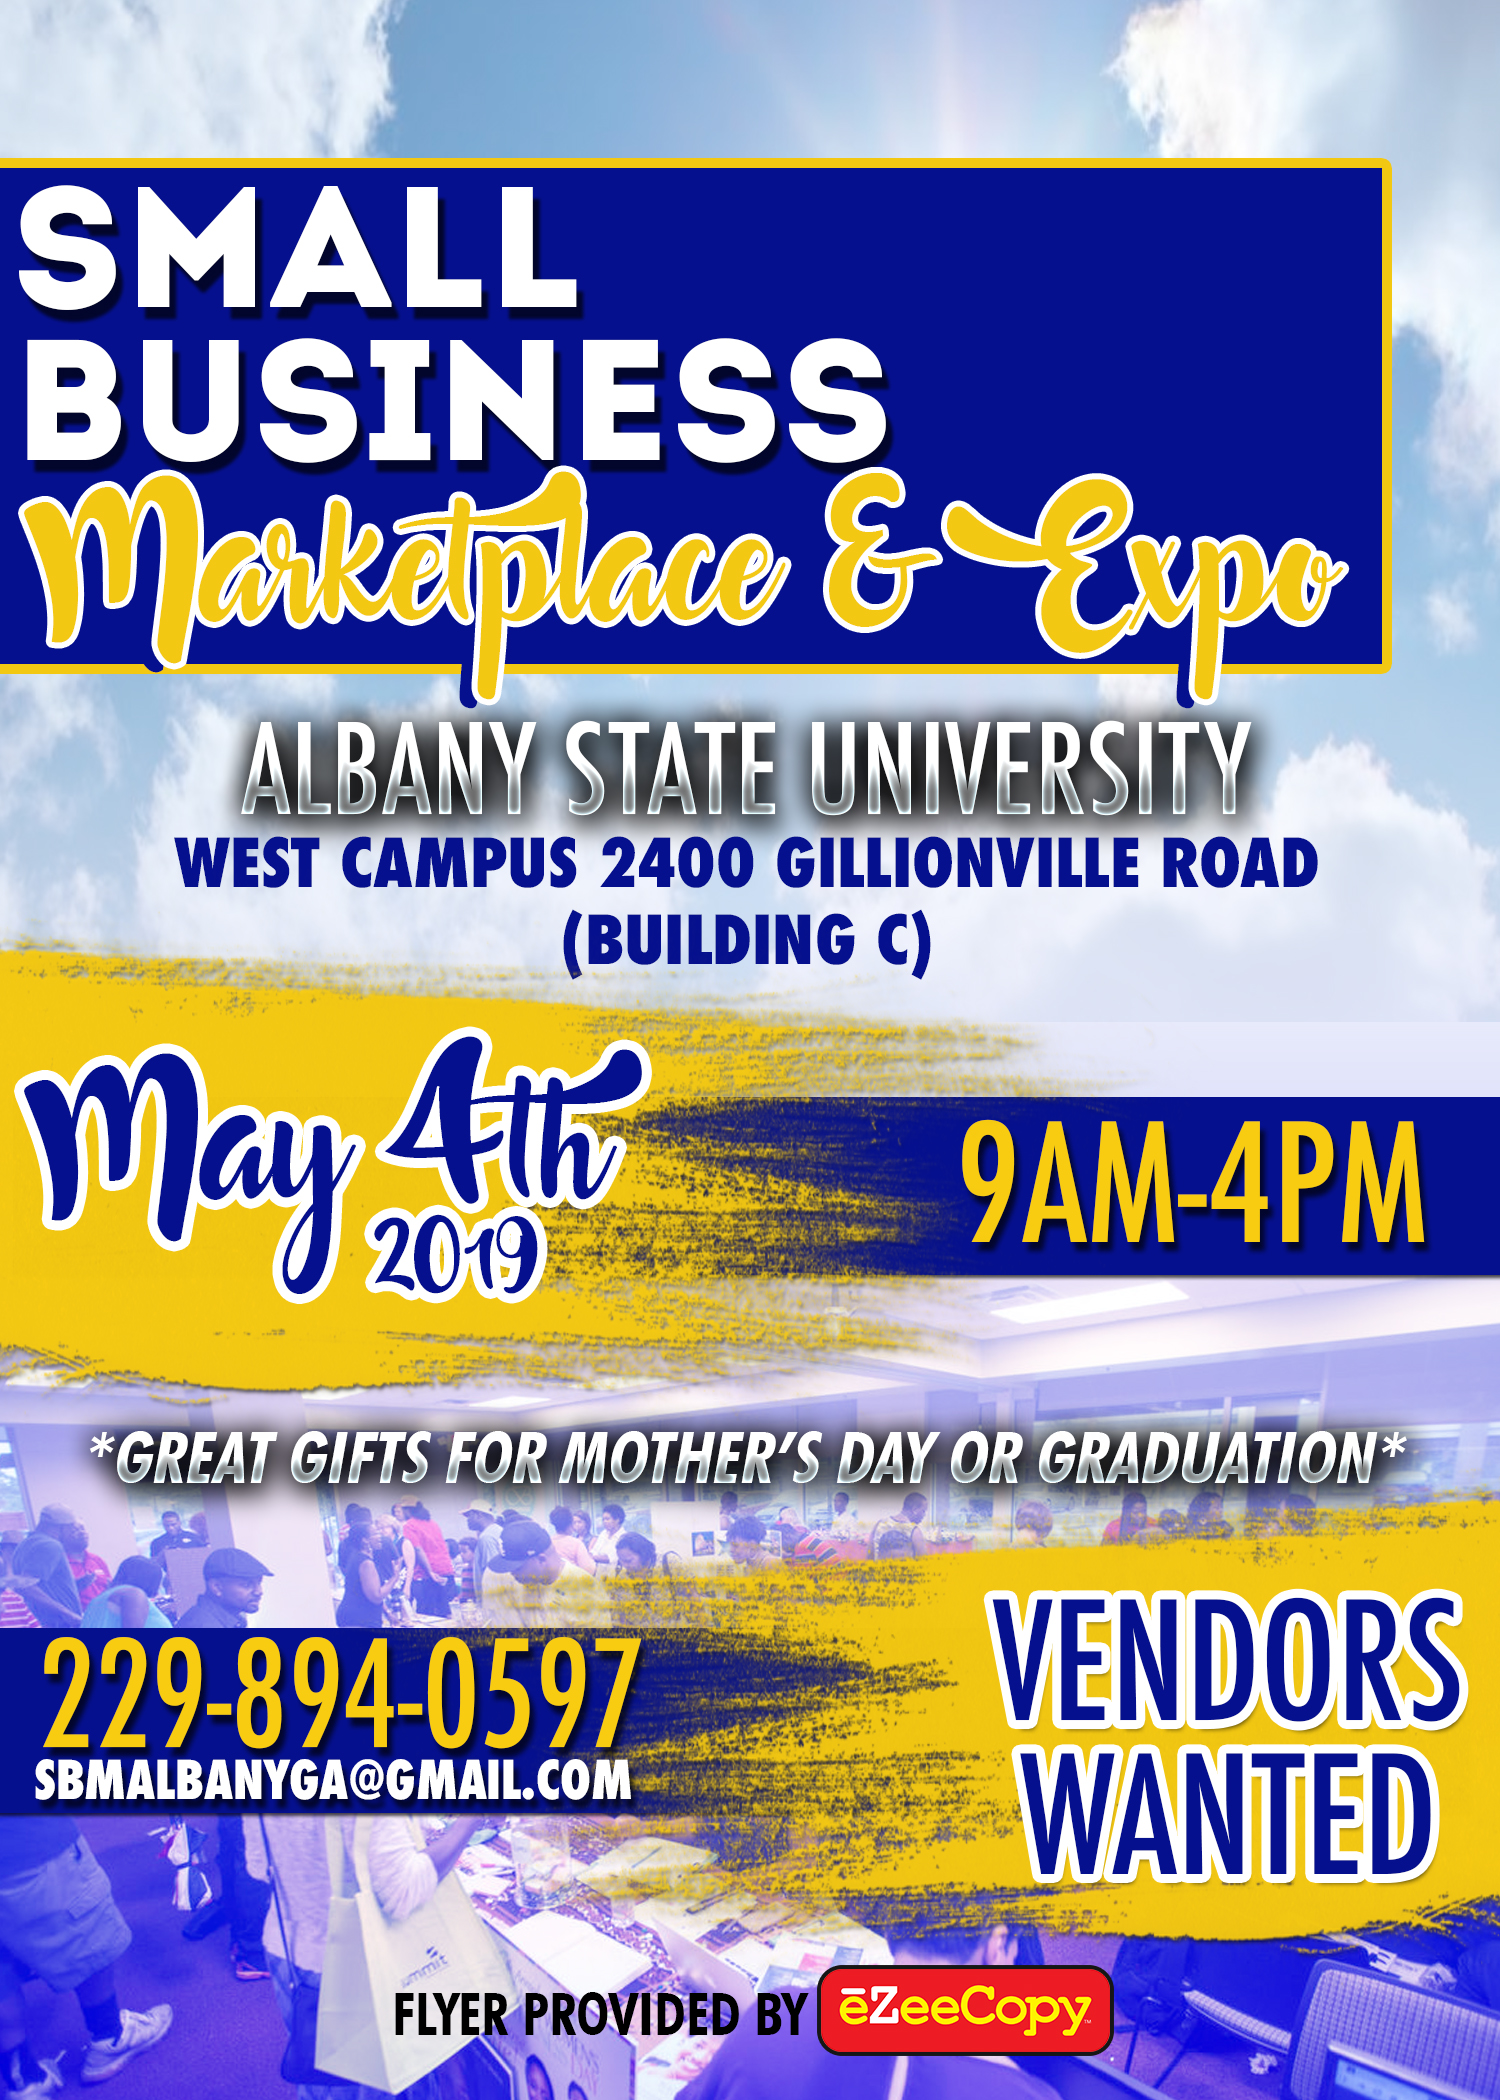 SMALL
BUSINESS
Marketplace & Expo
ALBANY STATE UNIVERSITY
WEST CAMPUS 2400 GILLIONVILLE ROAD
(BUILDING C)
May 4th
2019
9AM-4PM
*GREAT GIFTS FOR MOTHER'S DAY OR GRADUATION*
229-894-0597
SBMALBANYGA@GMAIL.COM
VENDORS
WANTED
FLYER PROVIDED BY ēZeeCopy™